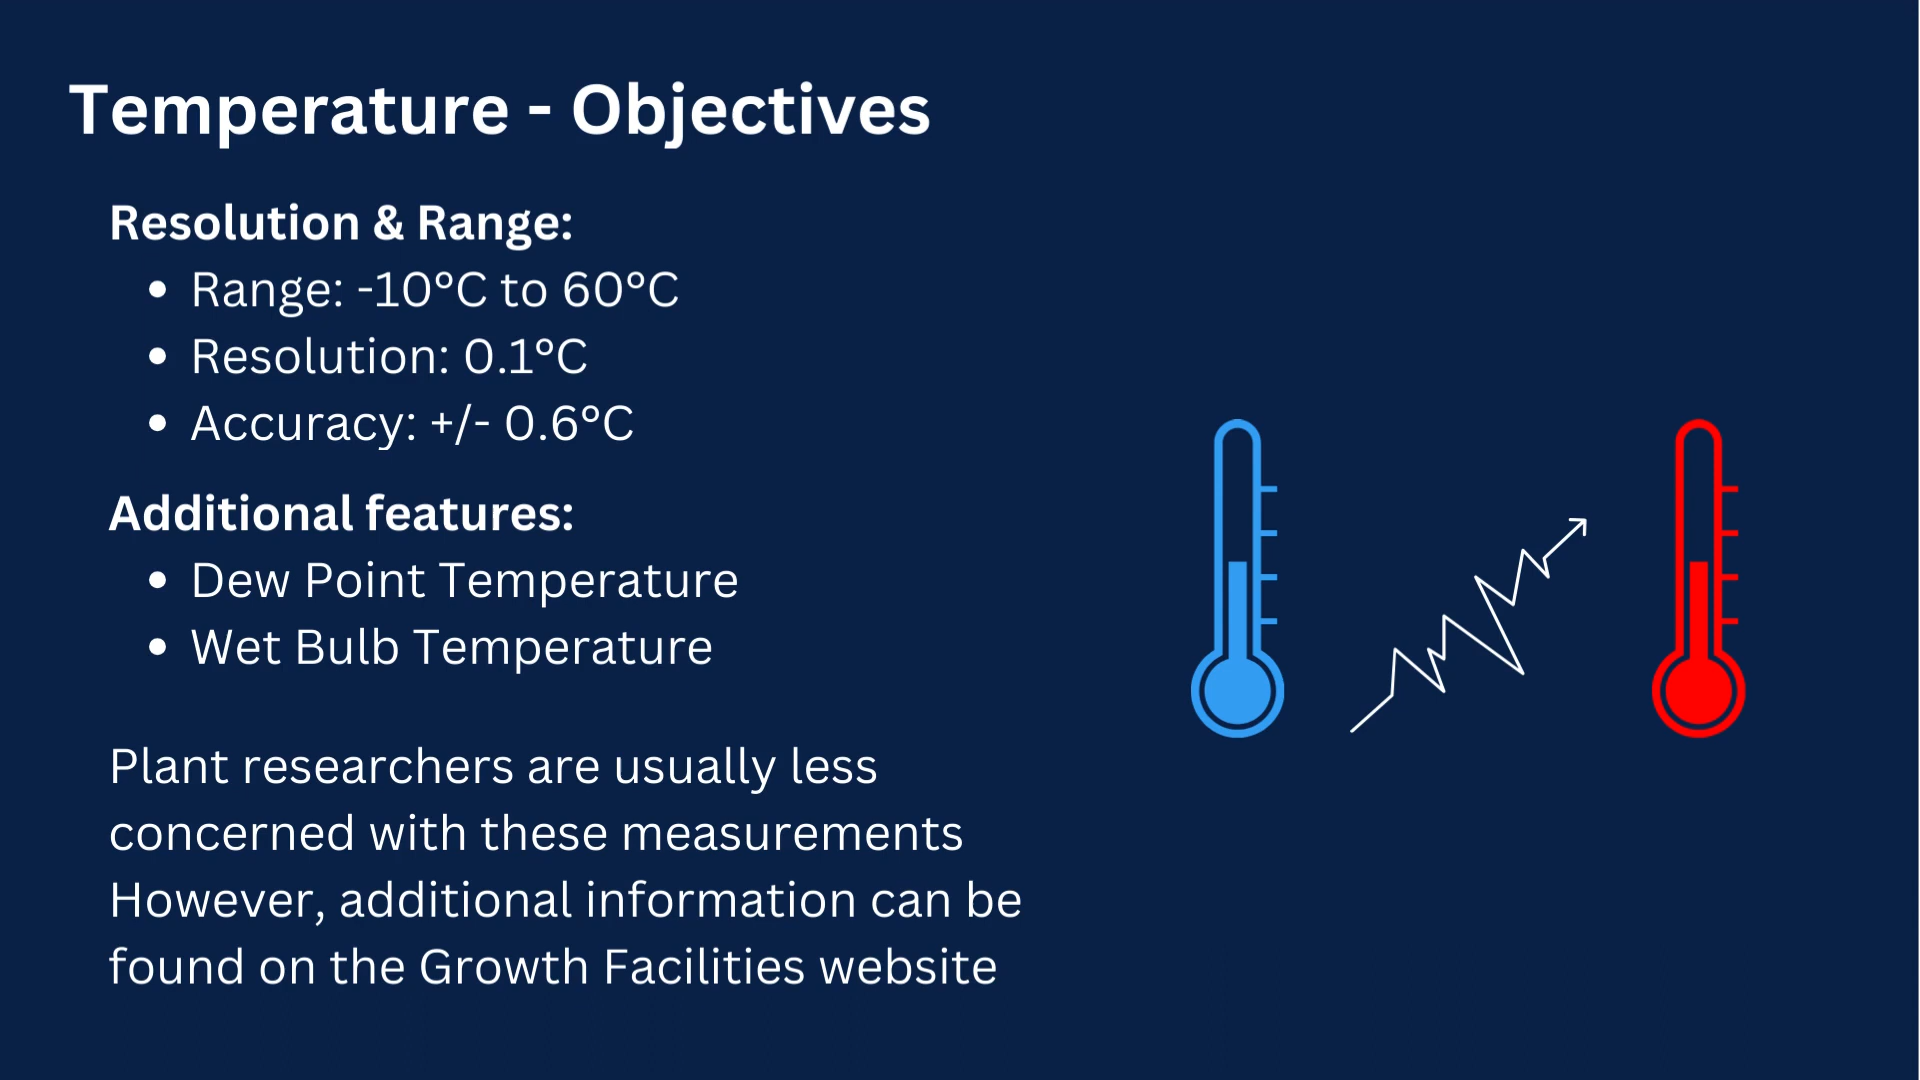 Temperature - Objectives
Resolution & Range:
• Range: -10°C to 60°C
• Resolution: 0.1°C
• Accuracy: +/- 0.6°C
Additional features:
• Dew Point Temperature
• Wet Bulb Temperature
Plant researchers are usually less
concerned with these measurements
However, additional information can be
found on the Growth Facilities website